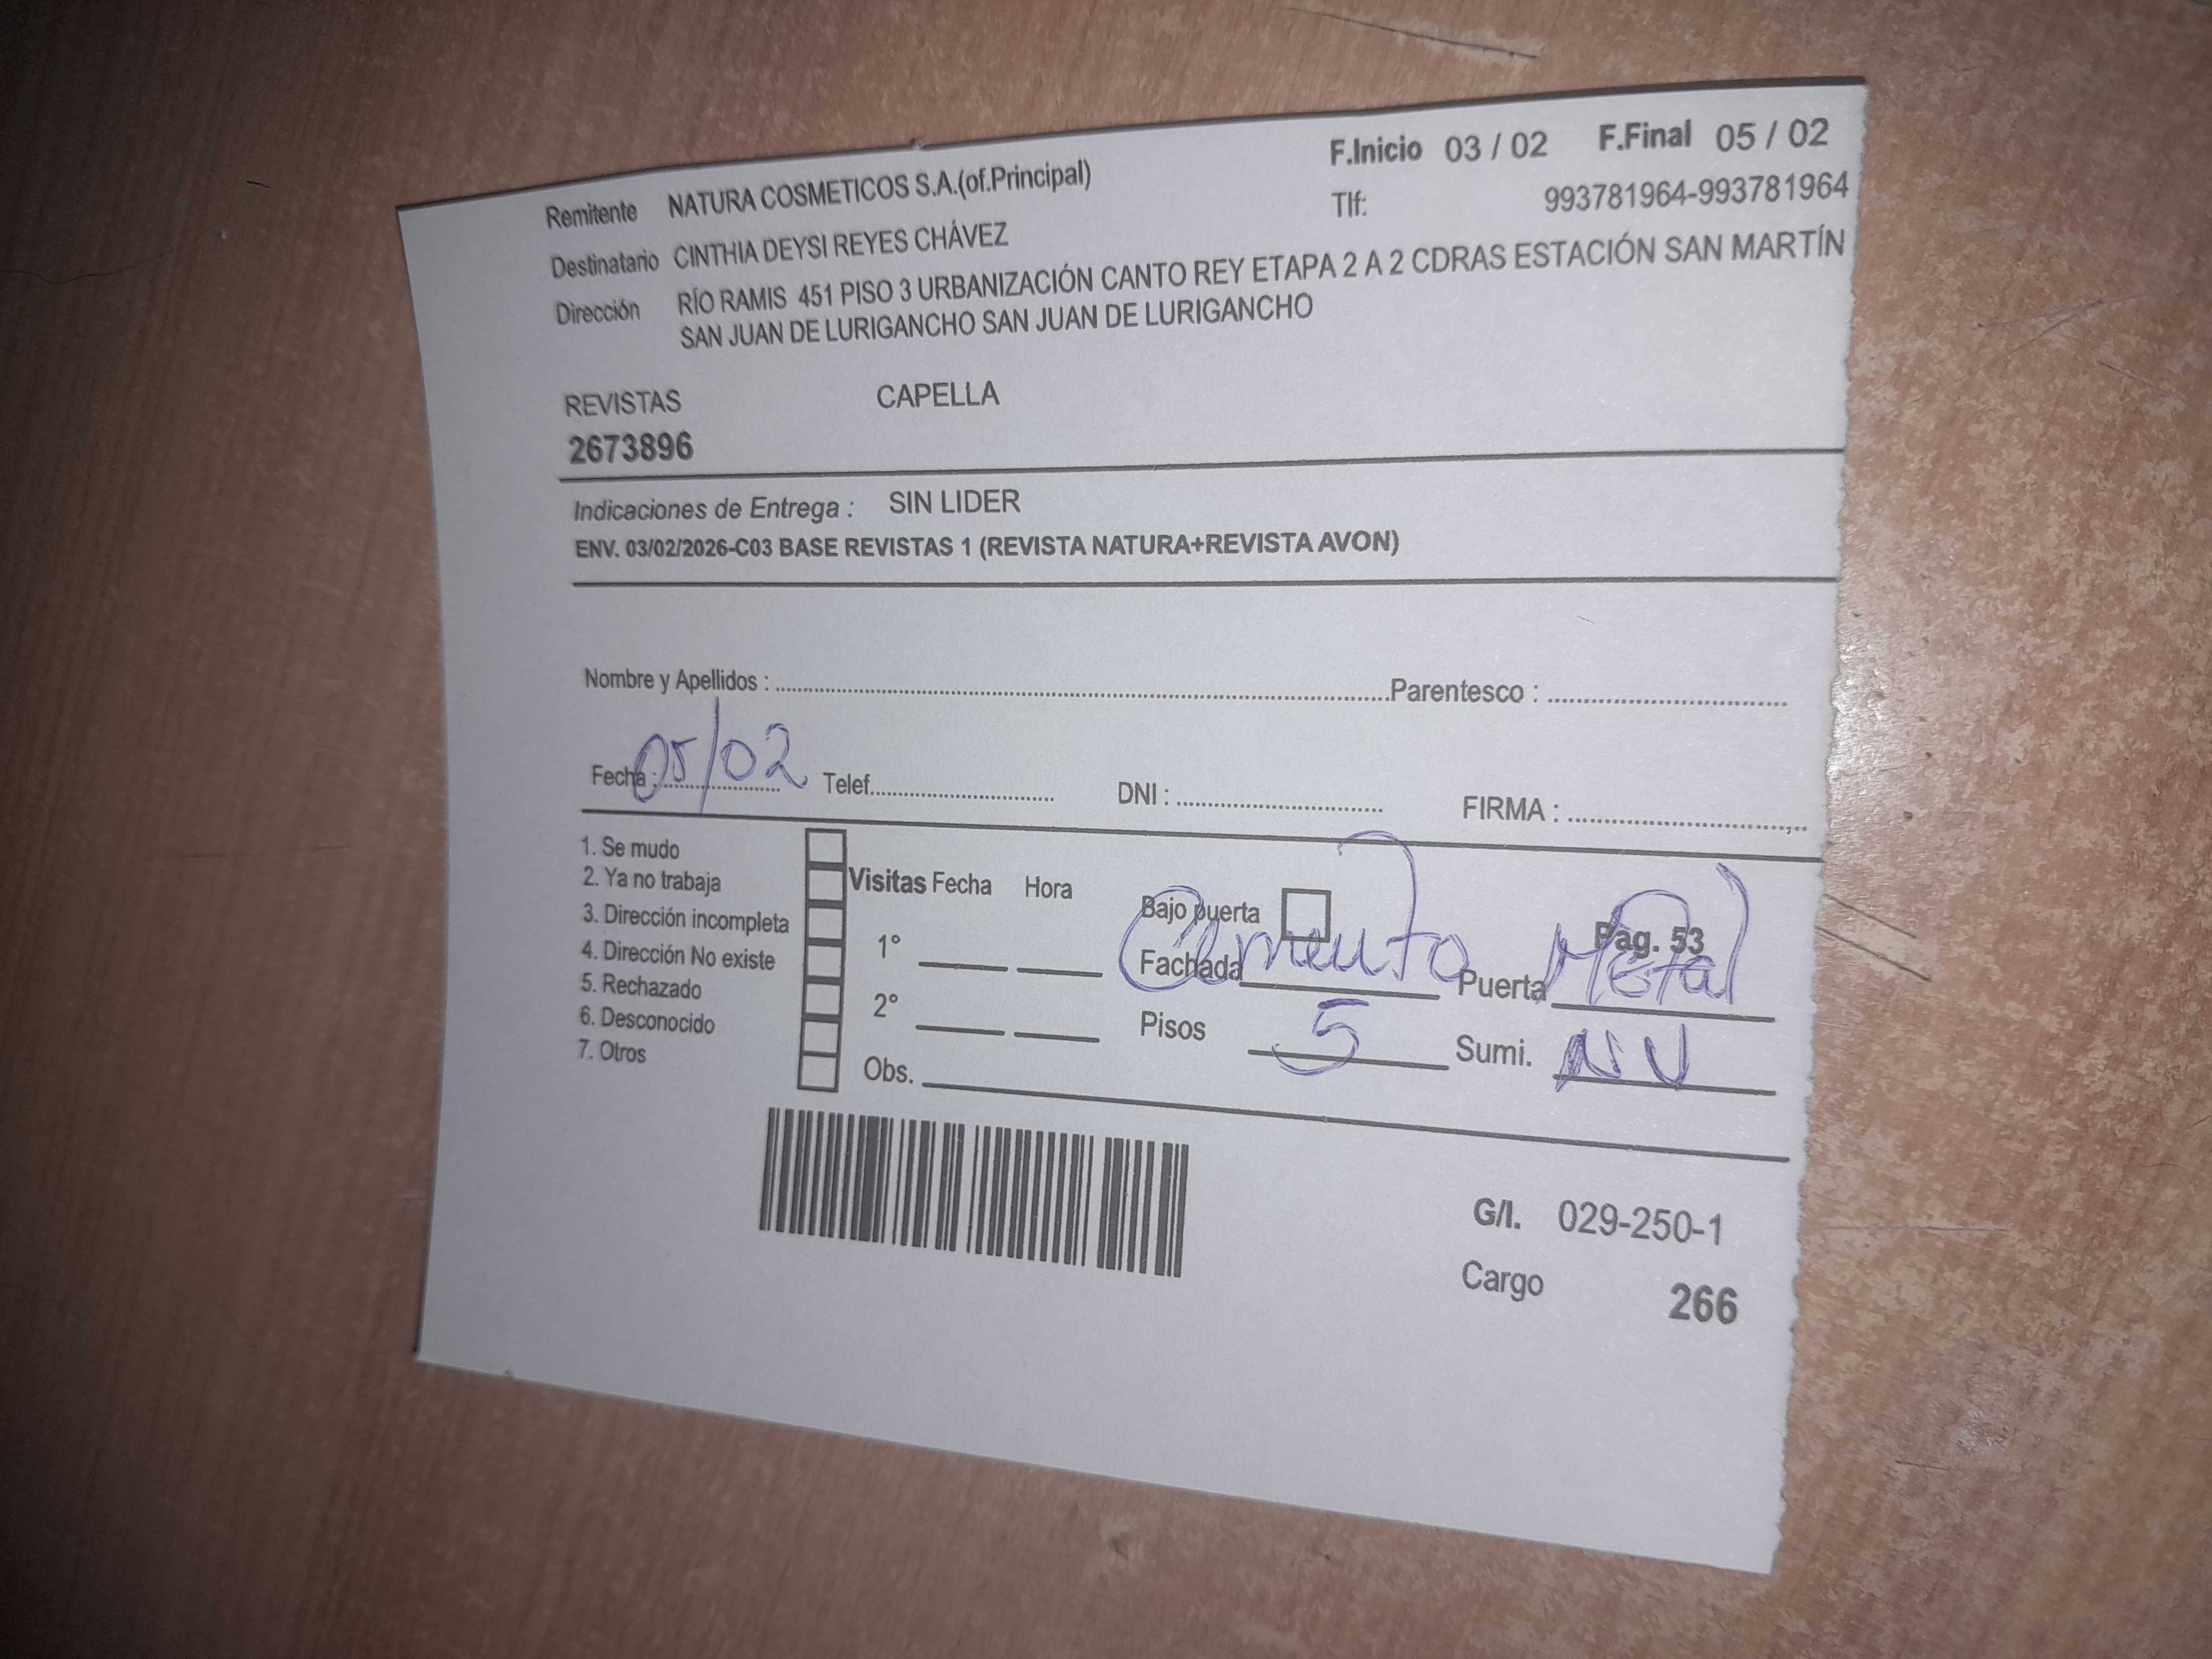 Remitente NATURA COSMETICOS S.A.(of.Principal) F.Inicio 03 / 02 F.Final 05 / 02
Tlf: 993781964-993781964
Destinatario CINTHIA DEYSI REYES CHÁVEZ
Dirección RÍO RAMIS 451 PISO 3 URBANIZACIÓN CANTO REY ETAPA 2 A 2 CDRAS ESTACIÓN SAN MARTÍN
SAN JUAN DE LURIGANCHO SAN JUAN DE LURIGANCHO
REVISTAS CAPELLA
2673896
Indicaciones de Entrega : SIN LIDER
ENV. 03/02/2026-C03 BASE REVISTAS 1 (REVISTA NATURA+REVISTA AVON)
Nombre y Apellidos : Parentesco :
Fecha : 05/02 Telef. DNI : FIRMA :
1. Se mudo
2. Ya no trabaja
3. Dirección incompleta
4. Dirección No existe
5. Rechazado
6. Desconocido
7. Otros
Visitas Fecha Hora
1°
2°
Obs.
Bajo puerta Pag. 53
Fachada Cemento Puerta Metal
Pisos 5 Sumi. NV
G/I. 029-250-1
Cargo 266